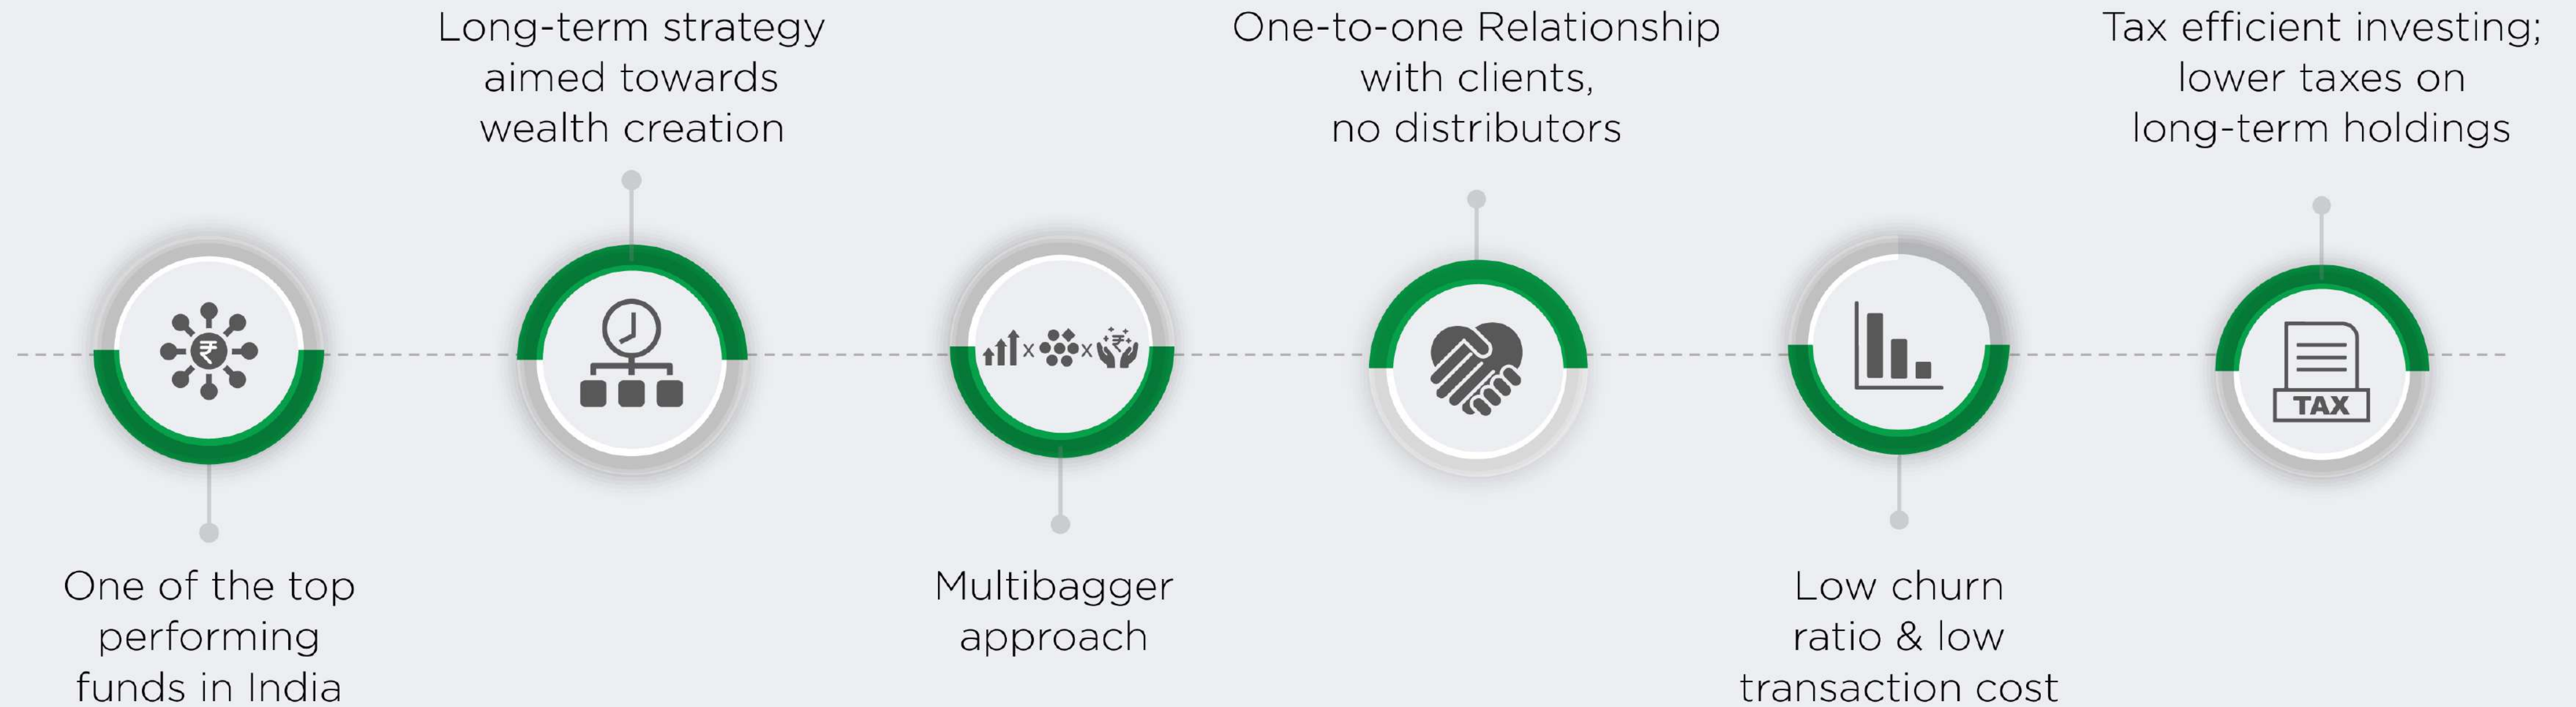 One of the top
performing
funds in India
Long-term strategy
aimed towards
wealth creation
Multibagger
approach
One-to-one Relationship
with clients,
no distributors
Low churn
ratio & low
transaction cost
Tax efficient investing;
lower taxes on
long-term holdings
₹
x
x
₹
TAX